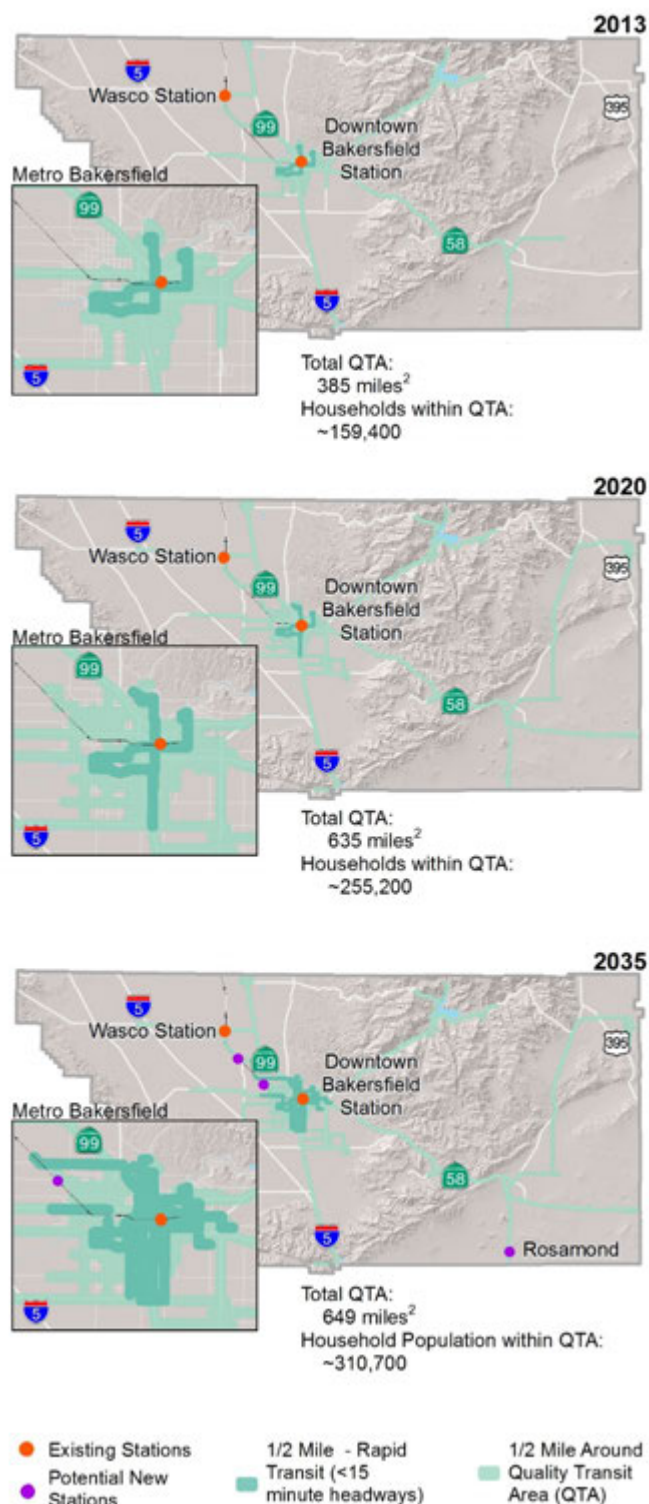 2013
5
Wasco Station
99
395
Downtown
Bakersfield
Station
Metro Bakersfield
99
58
5
5
Total QTA:
385 miles²
Households within QTA:
~159,400
2020
5
Wasco Station
99
395
Downtown
Bakersfield
Station
Metro Bakersfield
99
58
5
5
Total QTA:
635 miles²
Households within QTA:
~255,200
2035
5
Wasco Station
99
395
Downtown
Bakersfield
Station
Metro Bakersfield
99
58
5
Rosamond
5
Total QTA:
649 miles²
Household Population within QTA:
~310,700
Existing Stations
Potential New
Stations
1/2 Mile - Rapid
Transit (<15
minute headways)
1/2 Mile Around
Quality Transit
Area (QTA)